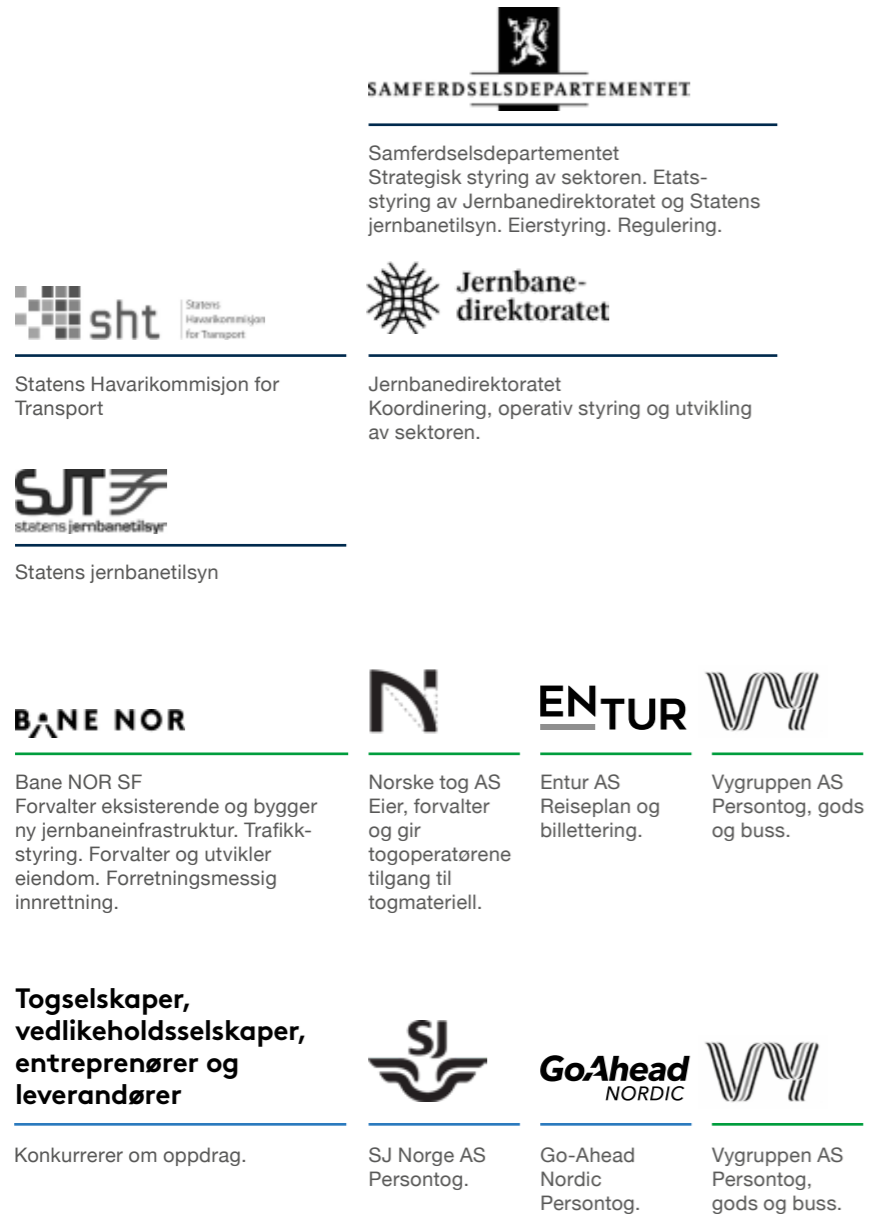 SAMFERDSELSDEPARTEMENTET
Samferdselsdepartementet
Strategisk styring av sektoren. Etats-
styring av Jernbanedirektoratet og Statens
jernbanetilsyn. Eierstyring. Regulering.
sht
Statens
Havarikommisjon
for Transport
Statens Havarikommisjon for
Transport
Jernbane-
direktoratet
Jernbanedirektoratet
Koordinering, operativ styring og utvikling
av sektoren.
SJT
statens jernbanetilsyn
Statens jernbanetilsyn
BANE NOR
Bane NOR SF
Forvalter eksisterende og bygger
ny jernbaneinfrastruktur. Trafikk-
styring. Forvalter og utvikler
eiendom. Forretningsmessig
innrettning.
Norske tog AS
Eier, forvalter
og gir
togoperatørene
tilgang til
togmateriell.
ENTUR
Entur AS
Reiseplan og
billettering.
VY
Vygruppen AS
Persontog, gods
og buss.
Togselskaper,
vedlikeholdsselskaper,
entreprenører og
leverandører
Konkurrerer om oppdrag.
SJ
SJ Norge AS
Persontog.
GoAhead
NORDIC
Go-Ahead
Nordic
Persontog.
VY
Vygruppen AS
Persontog,
gods og buss.